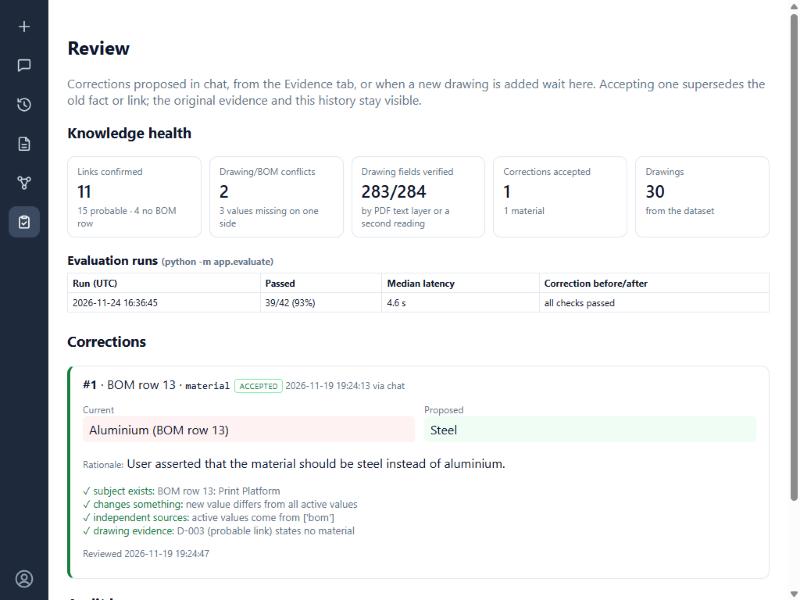 Review
Corrections proposed in chat, from the Evidence tab, or when a new drawing is added wait here. Accepting one supersedes the
old fact or link; the original evidence and this history stay visible.
Knowledge health
Links confirmed
11
15 probable · 4 no BOM
row
Drawing/BOM conflicts
2
3 values missing on one
side
Drawing fields verified
283/284
by PDF text layer or a
second reading
Corrections accepted
1
1 material
Drawings
30
from the dataset
Evaluation runs (python -m app.evaluate)
Run (UTC) Passed Median latency Correction before/after
2026-11-24 16:36:45 39/42 (93%) 4.6 s all checks passed
Corrections
#1 · BOM row 13 · material ACCEPTED 2026-11-19 19:24:13 via chat
Current
Aluminium (BOM row 13)
Proposed
Steel
Rationale: User asserted that the material should be steel instead of aluminium.
✓ subject exists: BOM row 13: Print Platform
✓ changes something: new value differs from all active values
✓ independent sources: active values come from ['bom']
✓ drawing evidence: D-003 (probable link) states no material
Reviewed 2026-11-19 19:24:47